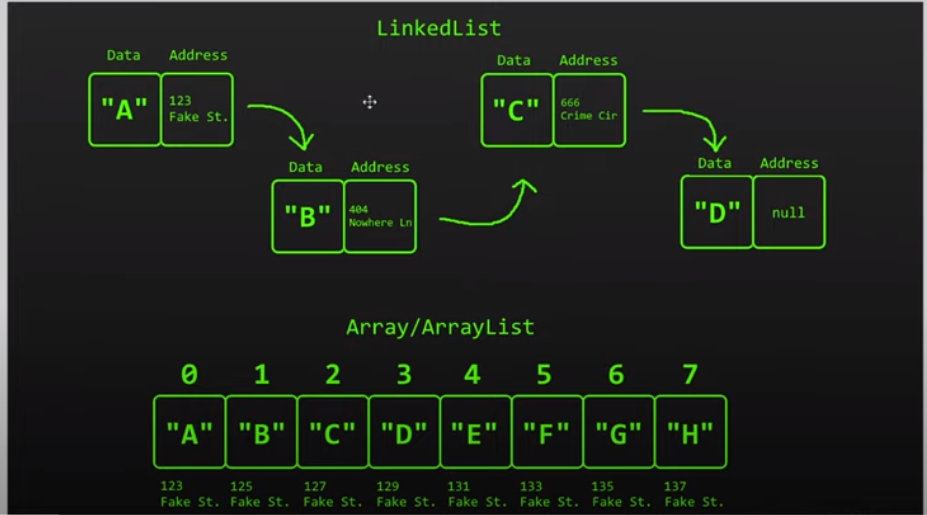 LinkedList
Data Address
"A" 123
Fake St.
Data Address
"B" 404
Nowhere Ln
Data Address
"C" 666
Crime Cir
Data Address
"D" null
Array/ArrayList
0 1 2 3 4 5 6 7
"A" "B" "C" "D" "E" "F" "G" "H"
123 125 127 129 131 133 135 137
Fake St. Fake St. Fake St. Fake St. Fake St. Fake St. Fake St. Fake St.